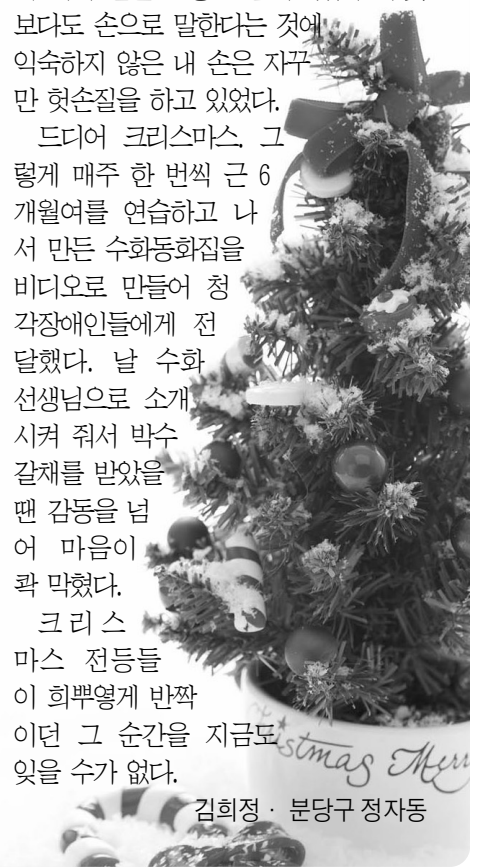 보다도 손으로 말한다는 것에
익숙하지 않은 내 손은 자꾸
만 헛손질을 하고 있었다.
드디어 크리스마스. 그
렇게 매주 한 번씩 근 6
개월여를 연습하고 나
서 만든 수화동화집을
비디오로 만들어 청
각장애인들에게 전
달했다. 날 수화
선생님으로 소개
시켜 줘서 박수
갈채를 받았을
땐 감동을 넘
어 마음이
콱 막혔다.
크리스
마스 전등들
이 희뿌옇게 반짝
이던 그 순간을 지금도
잊을 수가 없다.
istmas Merr
김희정 · 분당구 정자동